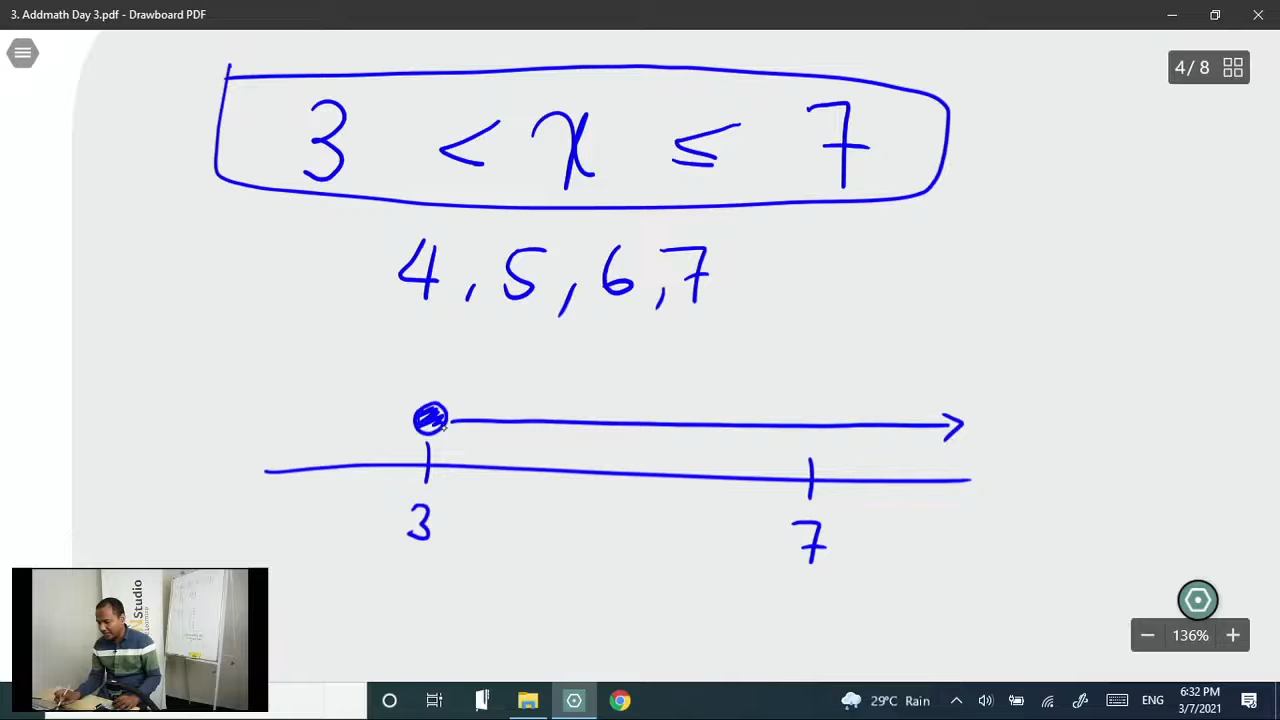 3. Addmath Day 3.pdf - Drawboard PDF
4 / 8
3 < x ≤ 7
4, 5, 6, 7
3
7
Studio
136%
29°C Rain
ENG
6:32 PM
3/7/2021